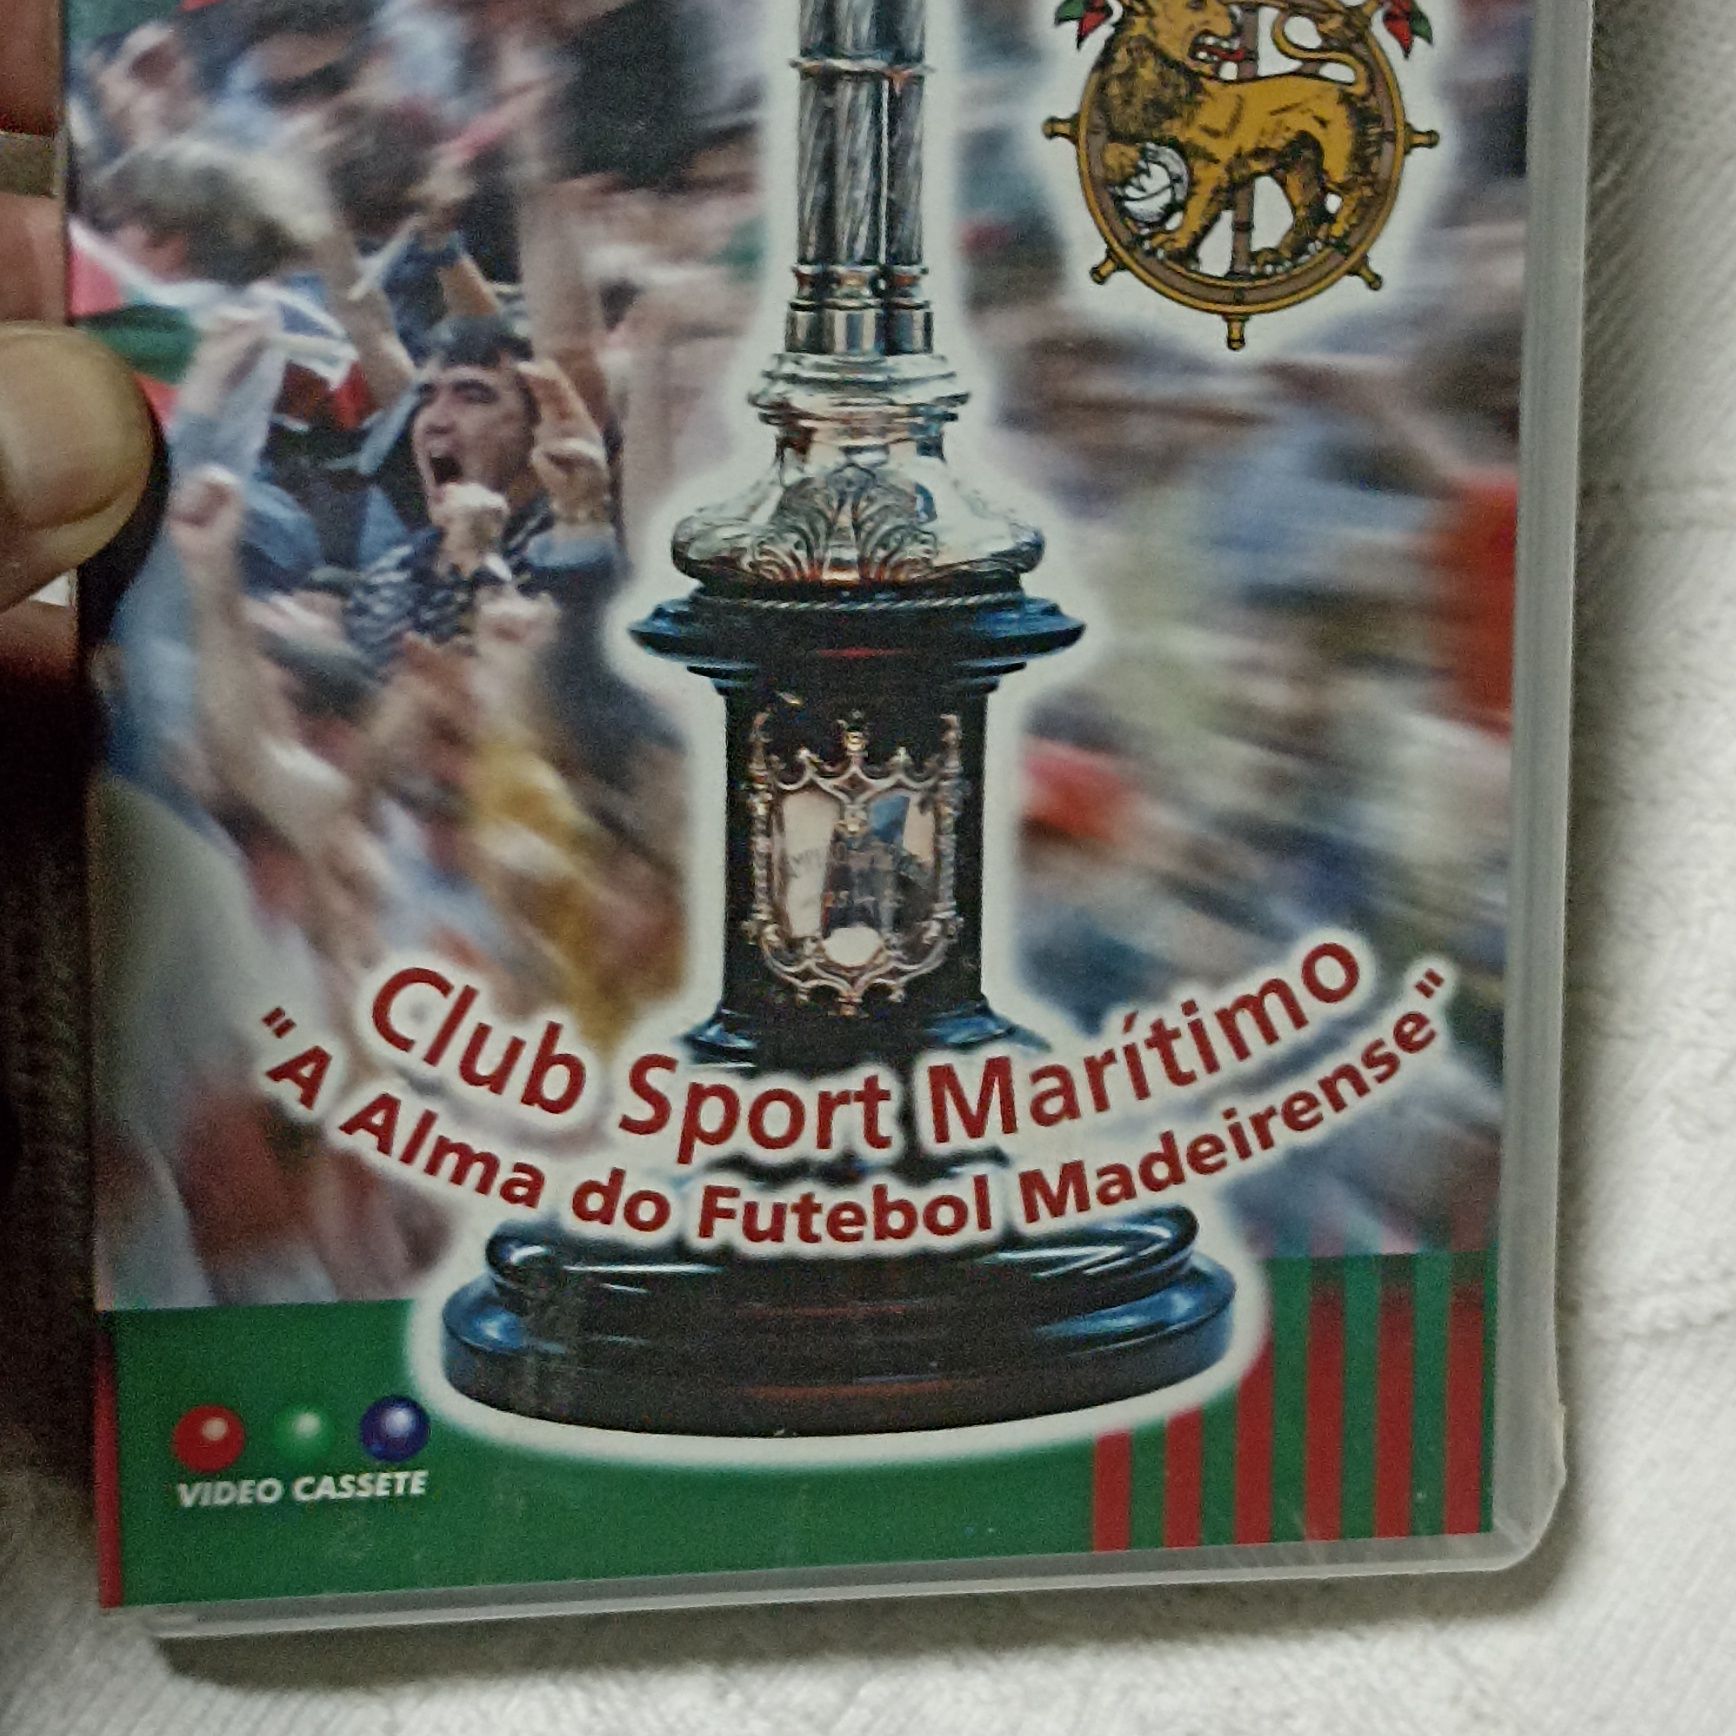 Club Sport Marítimo
"A Alma do Futebol Madeirense"
VIDEO CASSETE